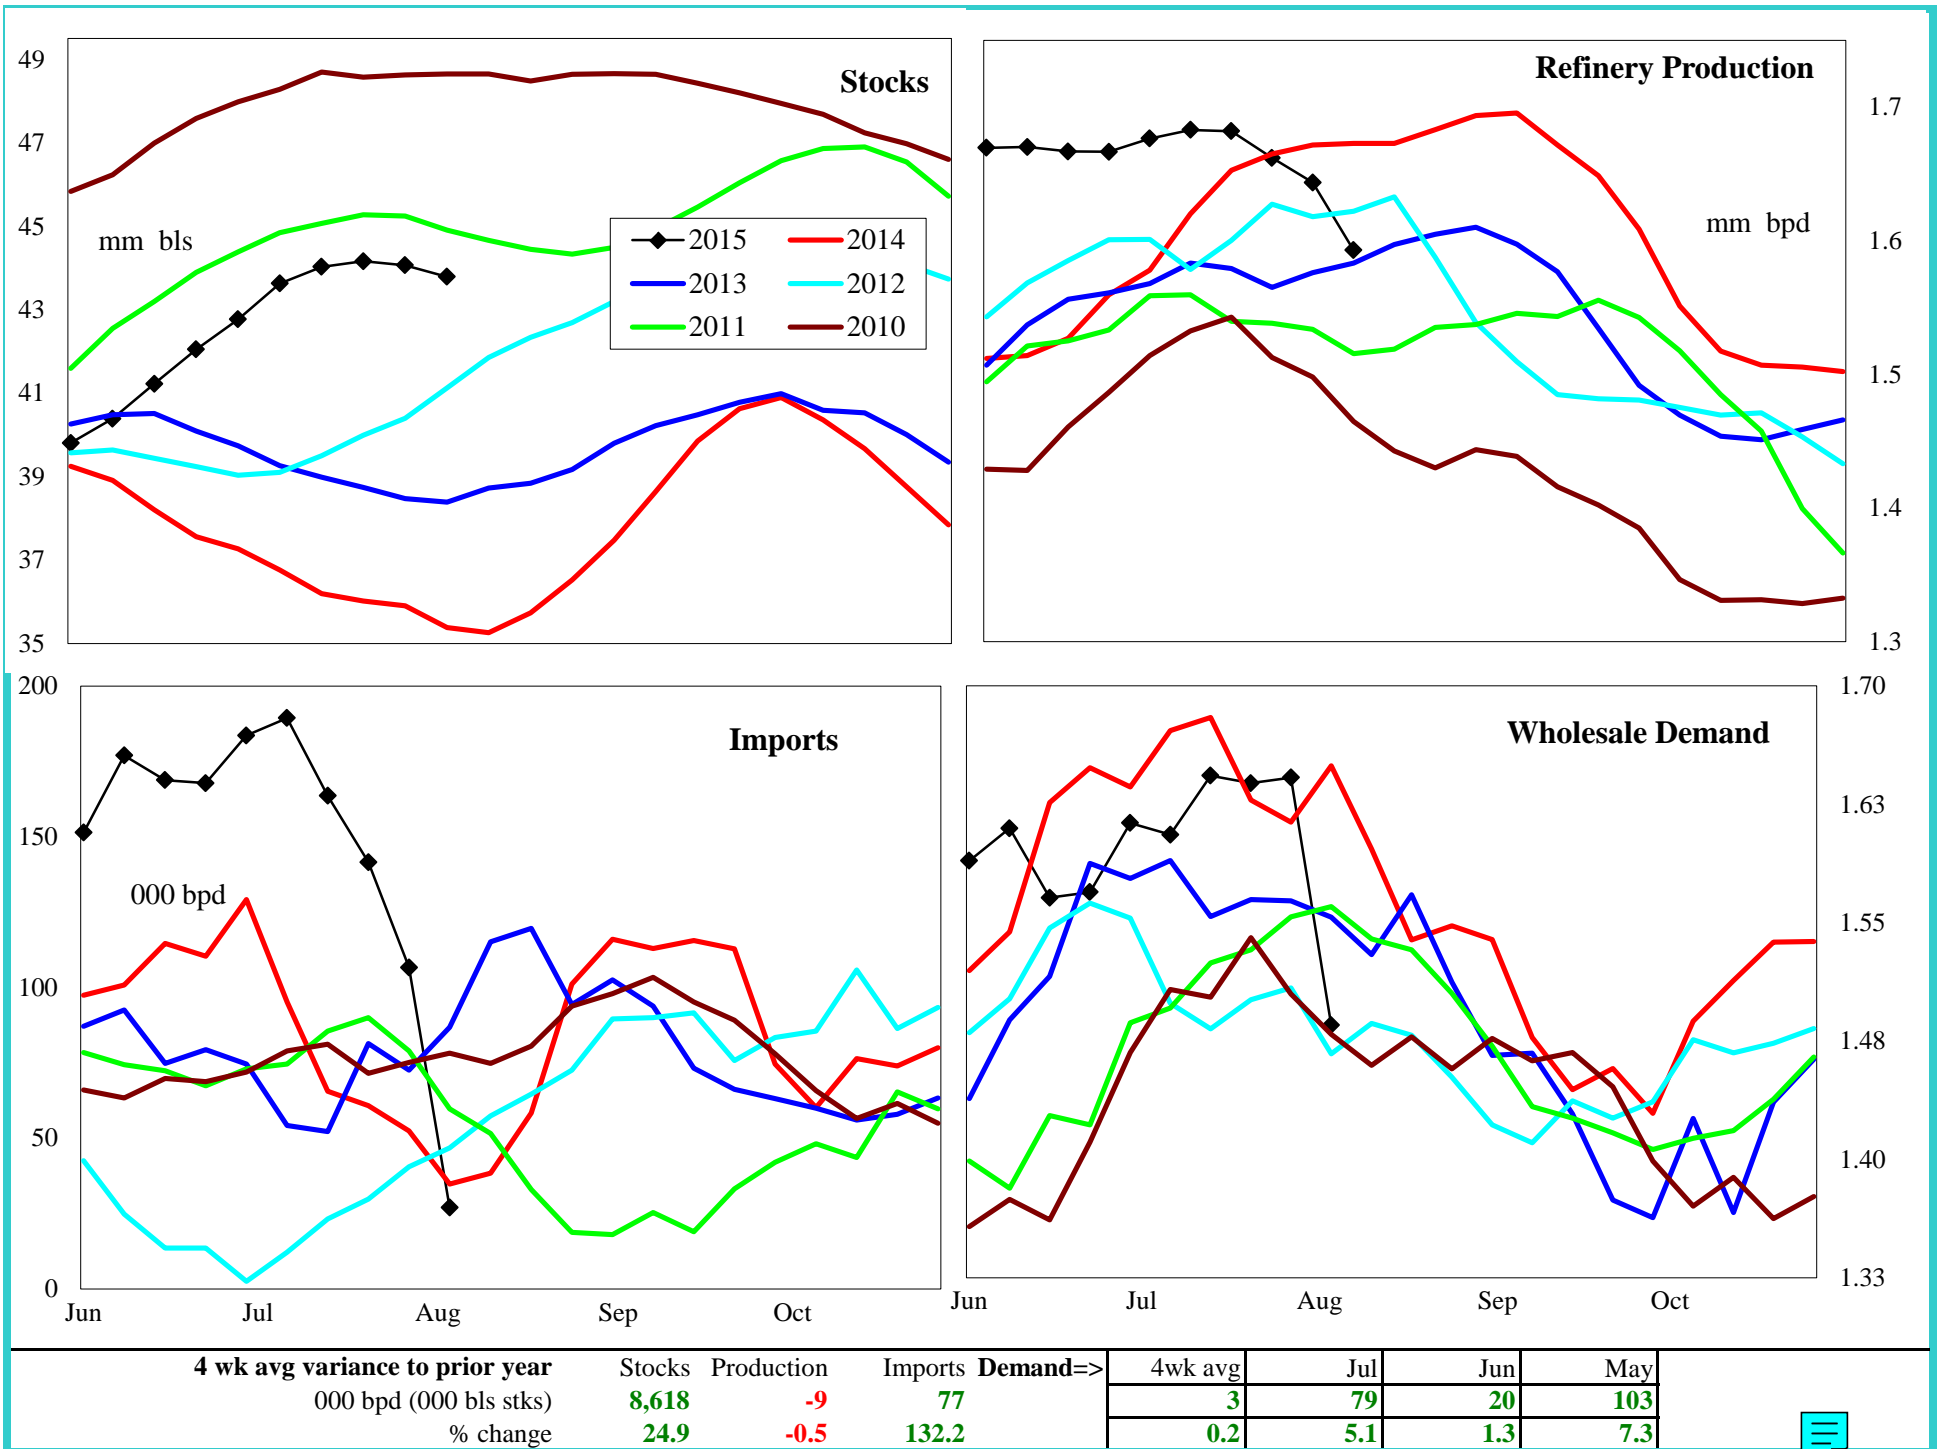 Stocks
49
47
45
43
41
39
37
35
mm bls
2015 2014
2013 2012
2011 2010
Refinery Production
mm bpd
1.7
1.6
1.5
1.4
1.3
Imports
200
150
100
50
0
000 bpd
Jun Jul Aug Sep Oct
Wholesale Demand
1.70
1.63
1.55
1.48
1.40
1.33
Jun Jul Aug Sep Oct
4 wk avg variance to prior year Stocks Production Imports Demand=> 4wk avg Jul Jun May
000 bpd (000 bls stks) 8,618 -9 77 3 79 20 103
% change 24.9 -0.5 132.2 0.2 5.1 1.3 7.3